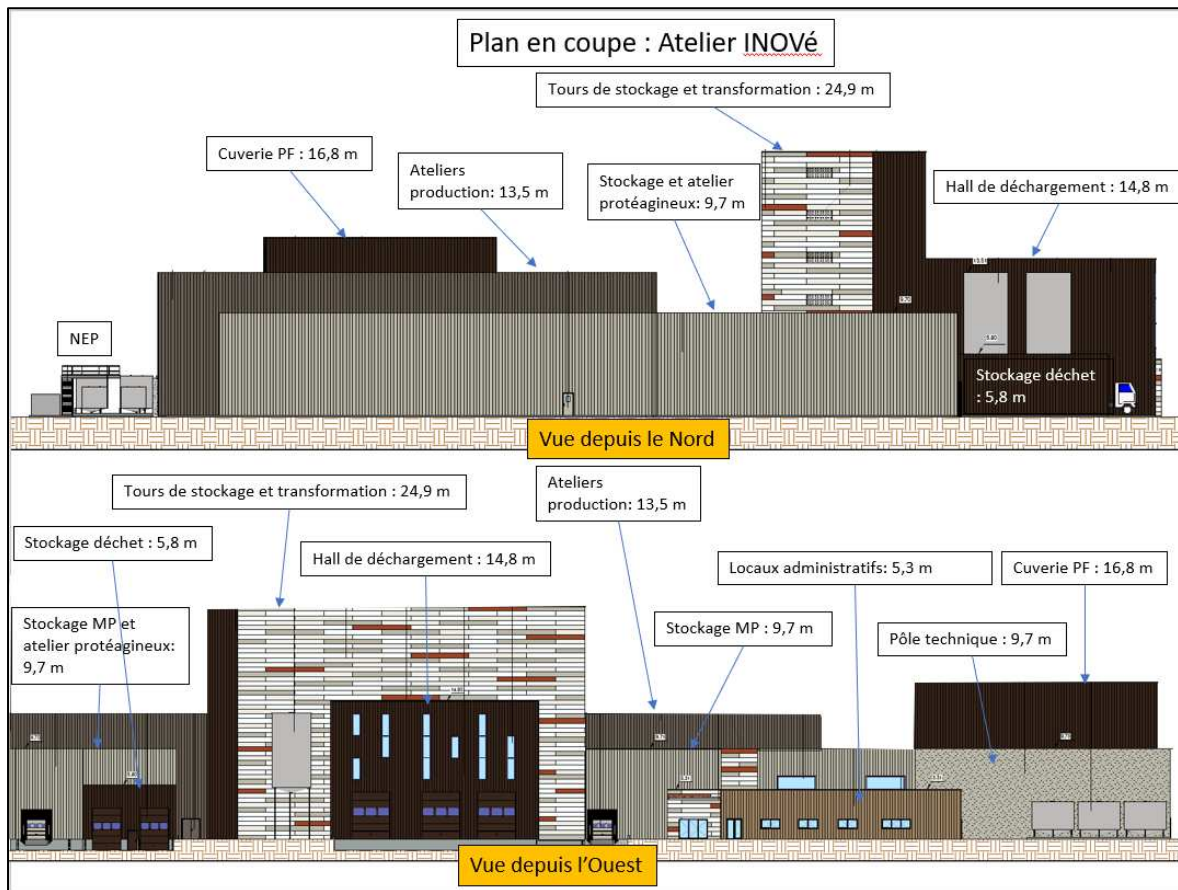 Plan en coupe : Atelier INOVé
Tours de stockage et transformation : 24,9 m
Cuverie PF : 16,8 m
Ateliers
production: 13,5 m
Stockage et atelier
protéagineux: 9,7 m
Hall de déchargement : 14,8 m
NEP
Stockage déchet
: 5,8 m
Vue depuis le Nord
Tours de stockage et transformation : 24,9 m
Ateliers
production: 13,5 m
Stockage déchet : 5,8 m
Hall de déchargement : 14,8 m
Locaux administratifs: 5,3 m
Cuverie PF : 16,8 m
Stockage MP et
atelier protéagineux:
9,7 m
Stockage MP : 9,7 m
Pôle technique : 9,7 m
Vue depuis l'Ouest